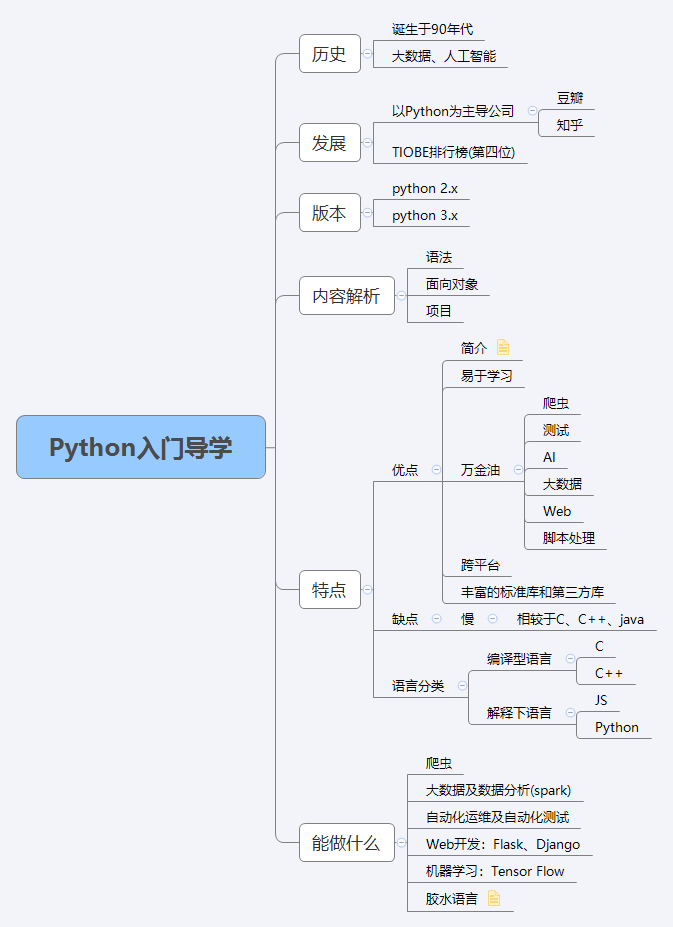 Python入门导学
历史
诞生于90年代
大数据、人工智能
发展
以Python为主导公司
豆瓣
知乎
TIOBE排行榜(第四位)
版本
python 2.x
python 3.x
内容解析
语法
面向对象
项目
特点
优点
简介
易于学习
万金油
爬虫
测试
AI
大数据
Web
脚本处理
跨平台
丰富的标准库和第三方库
缺点
慢
相较于C、C++、java
语言分类
编译型语言
C
C++
解释下语言
JS
Python
能做什么
爬虫
大数据及数据分析(spark)
自动化运维及自动化测试
Web开发：Flask、Django
机器学习：Tensor Flow
胶水语言